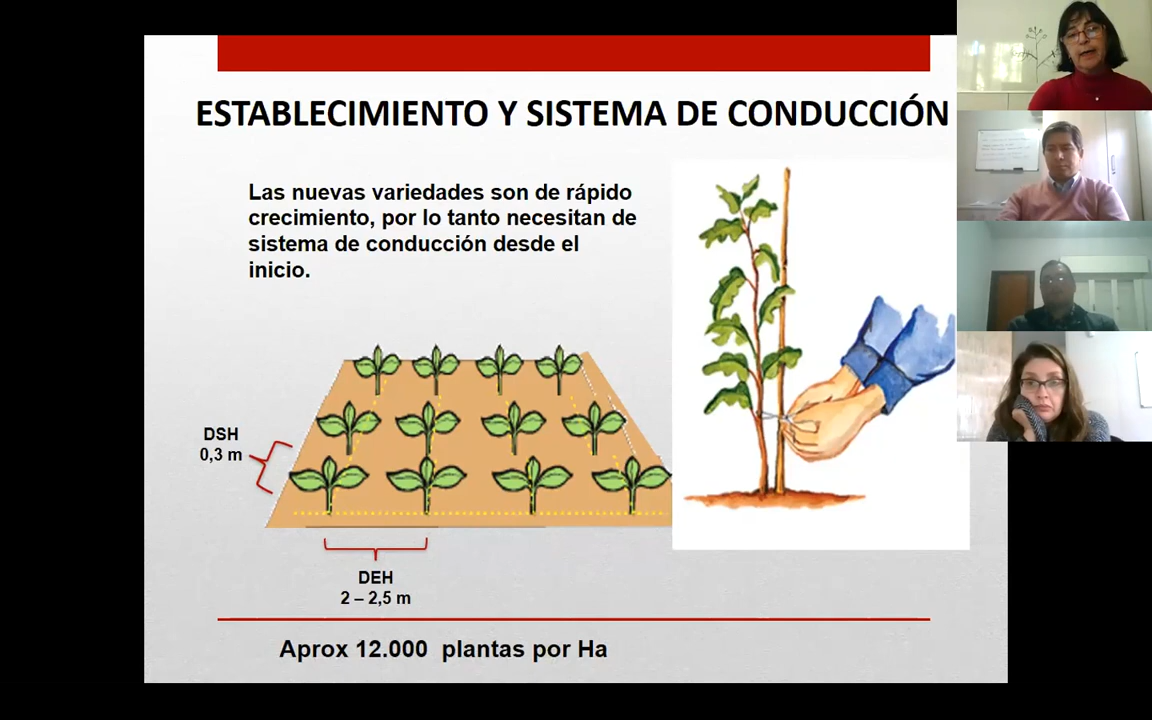 ESTABLECIMIENTO Y SISTEMA DE CONDUCCIÓN
Las nuevas variedades son de rápido
crecimiento, por lo tanto necesitan de
sistema de conducción desde el
inicio.
DSH
0,3 m
DEH
2 – 2,5 m
Aprox 12.000 plantas por Ha